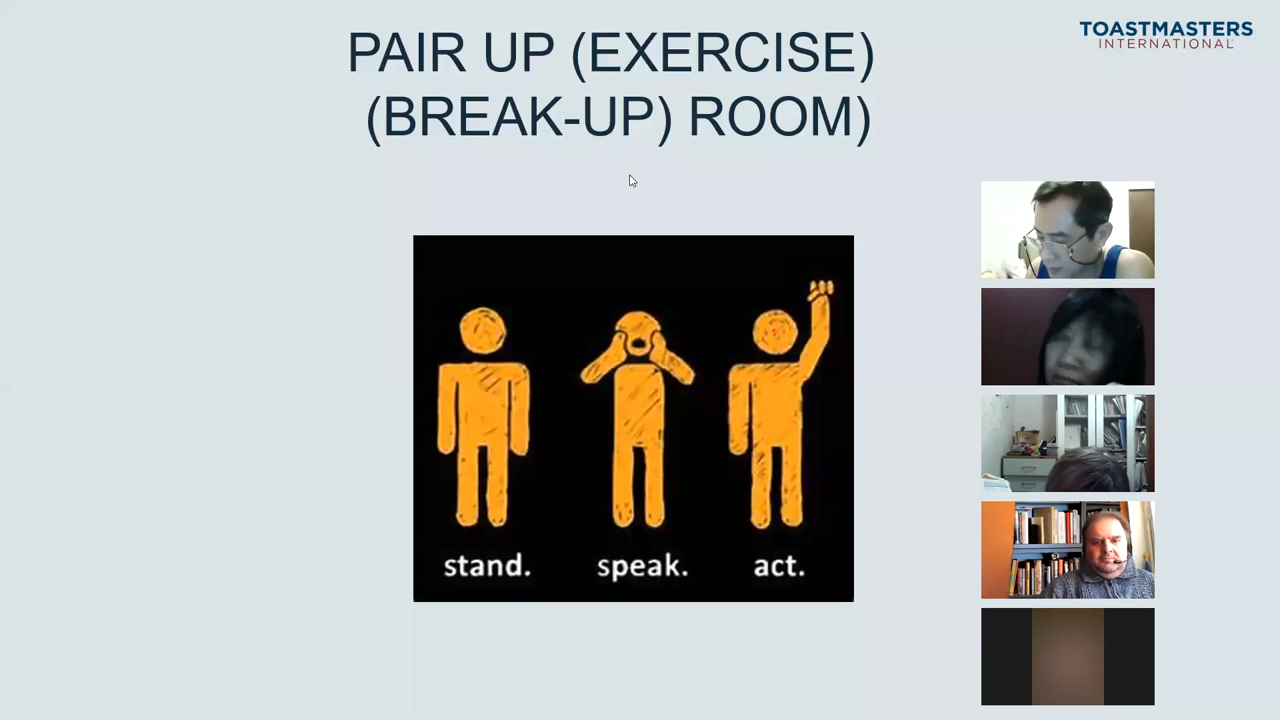 PAIR UP (EXERCISE)
(BREAK-UP) ROOM)
TOASTMASTERS
INTERNATIONAL
stand. speak. act.